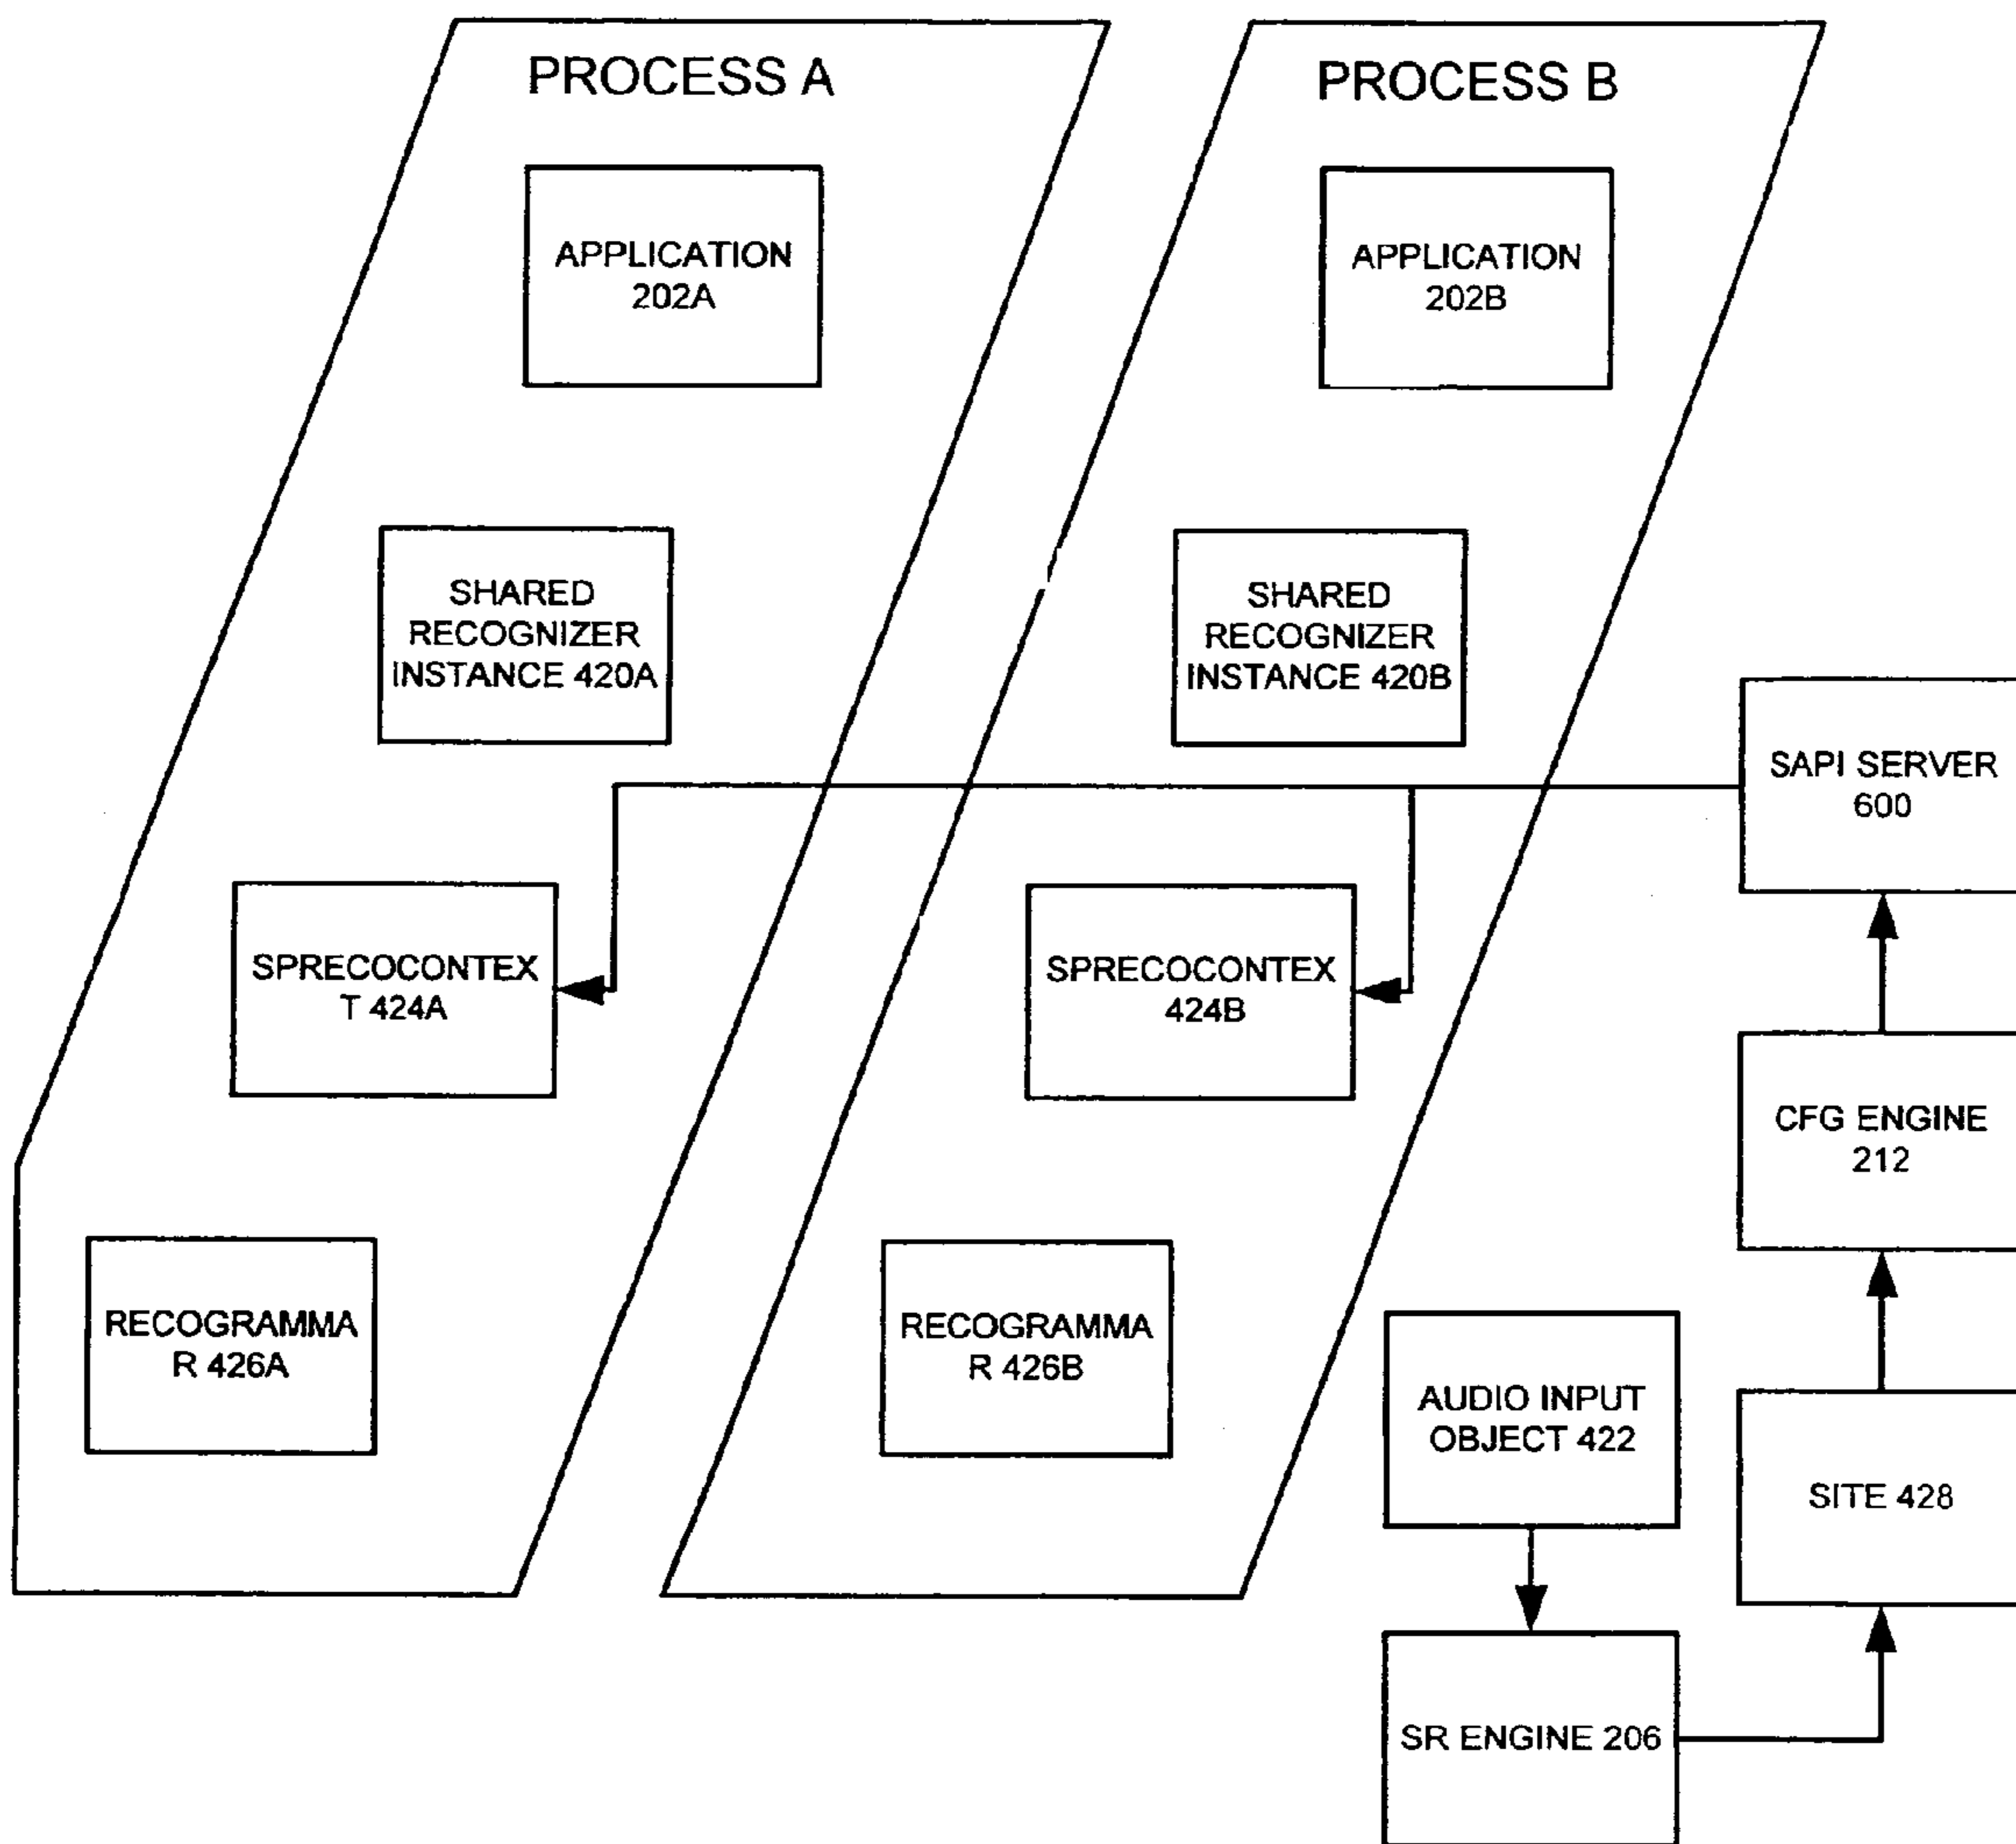 PROCESS A
PROCESS B
APPLICATION
202A
APPLICATION
202B
SHARED
RECOGNIZER
INSTANCE 420A
SHARED
RECOGNIZER
INSTANCE 420B
SAPI SERVER
600
SPRECOCONTEX
T 424A
SPRECOCONTEX
424B
CFG ENGINE
212
RECOGRAMMA
R 426A
RECOGRAMMA
R 426B
AUDIO INPUT
OBJECT 422
SITE 428
SR ENGINE 206